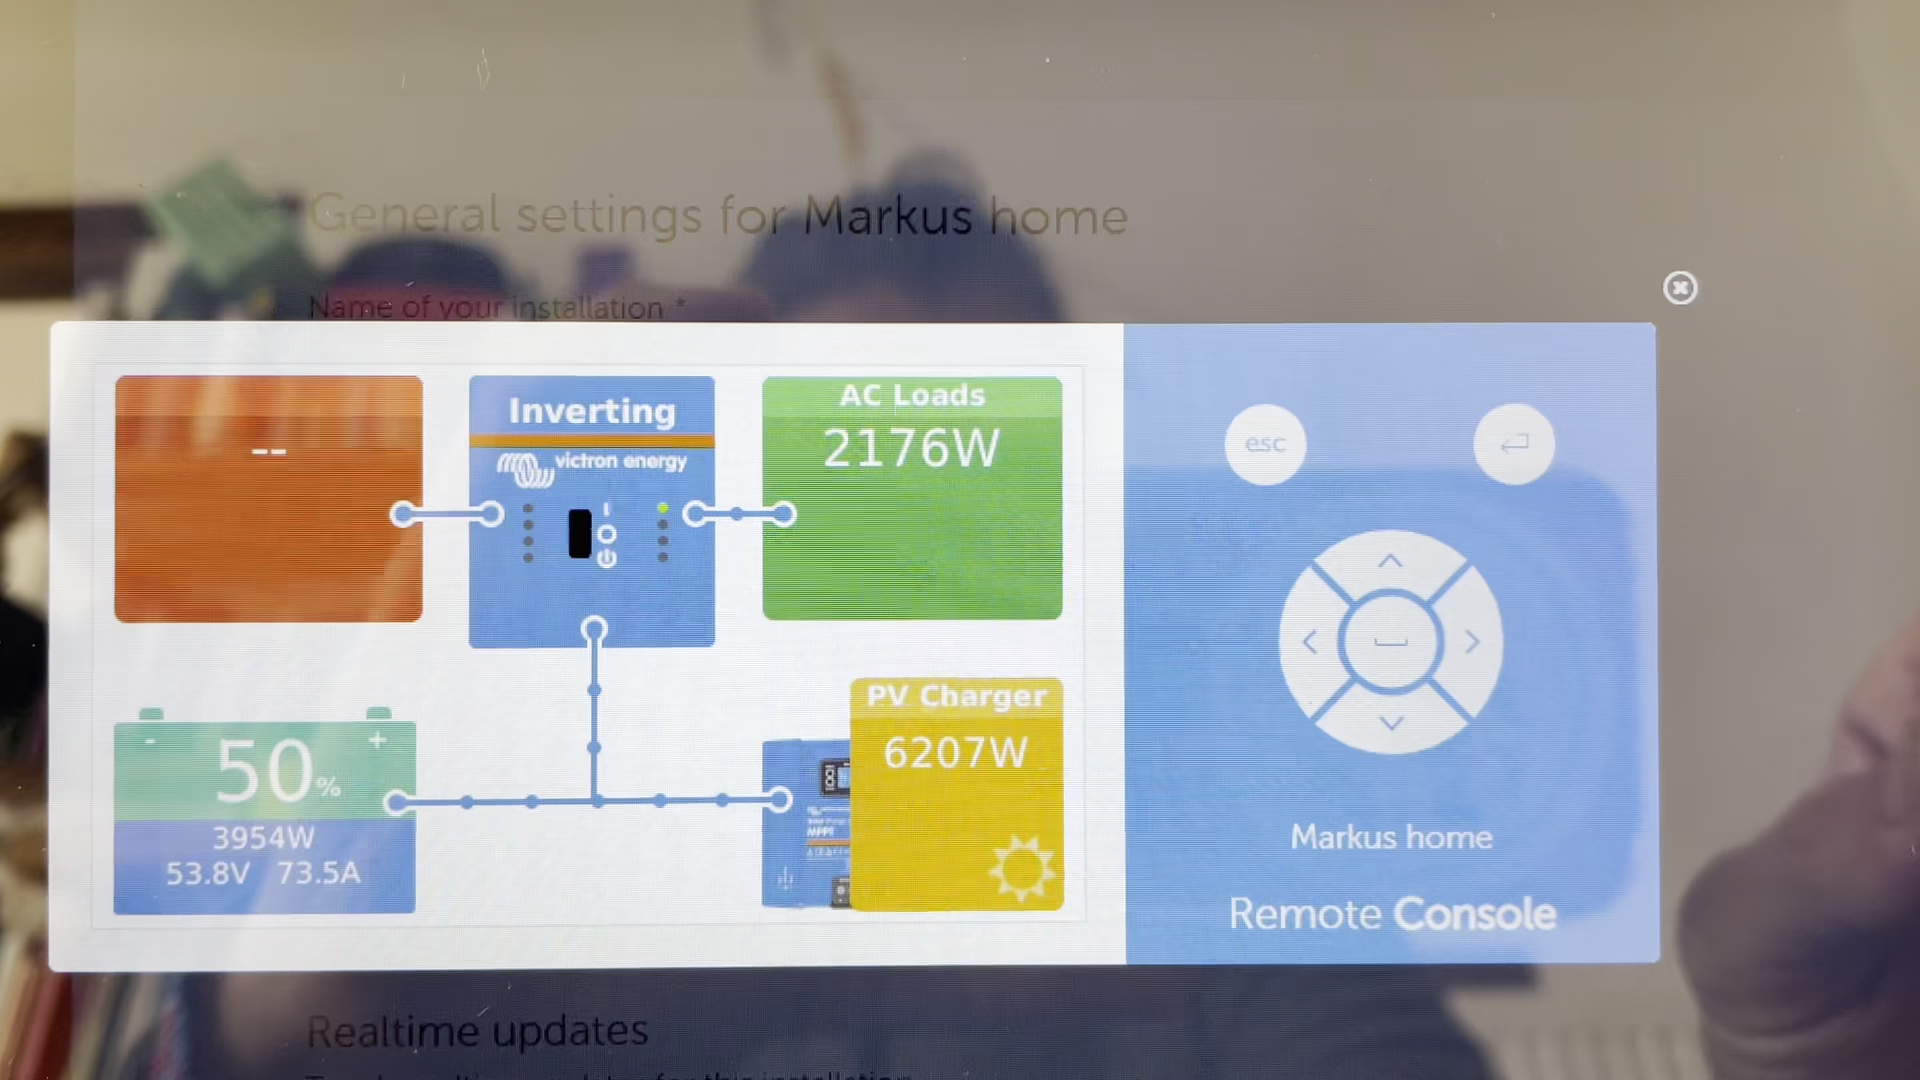 General settings for Markus home
Name of your installation *
--
Inverting
victron energy
AC Loads
2176W
esc
50%
3954W
53.8V 73.5A
PV Charger
6207W
MPPT
Markus home
Remote Console
Realtime updates